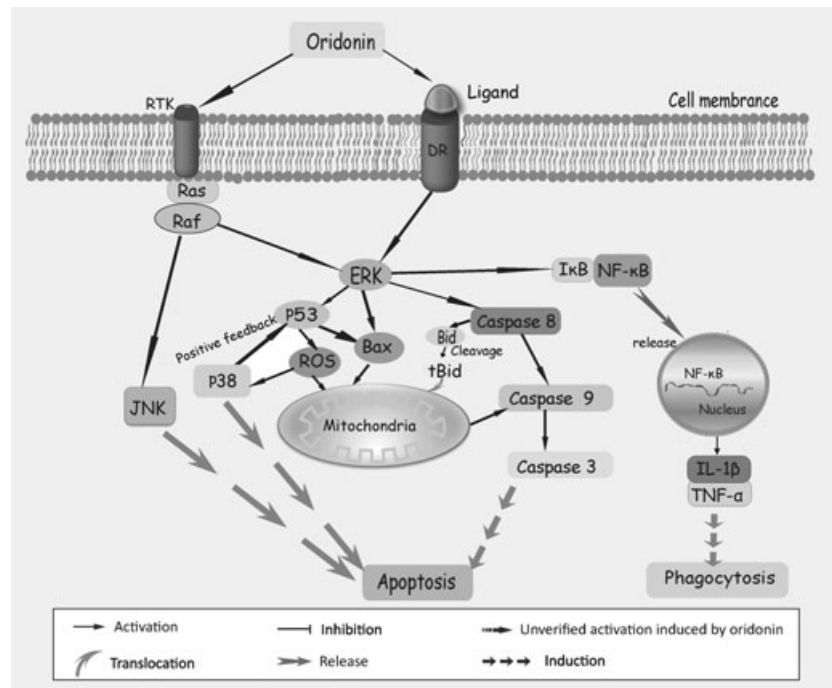 Oridonin
RTK
Ligand
Cell membrance
DR
Ras
Raf
ERK
IκB
NF-κB
P53
Positive feedback
Caspase 8
Bid
Cleavage
Bax
ROS
P38
tBid
release
NF-κB
Nucleus
JNK
Mitochondria
Caspase 9
Caspase 3
IL-1β
TNF-α
Apoptosis
Phagocytosis
Activation
Inhibition
Unverified activation induced by oridonin
Translocation
Release
Induction